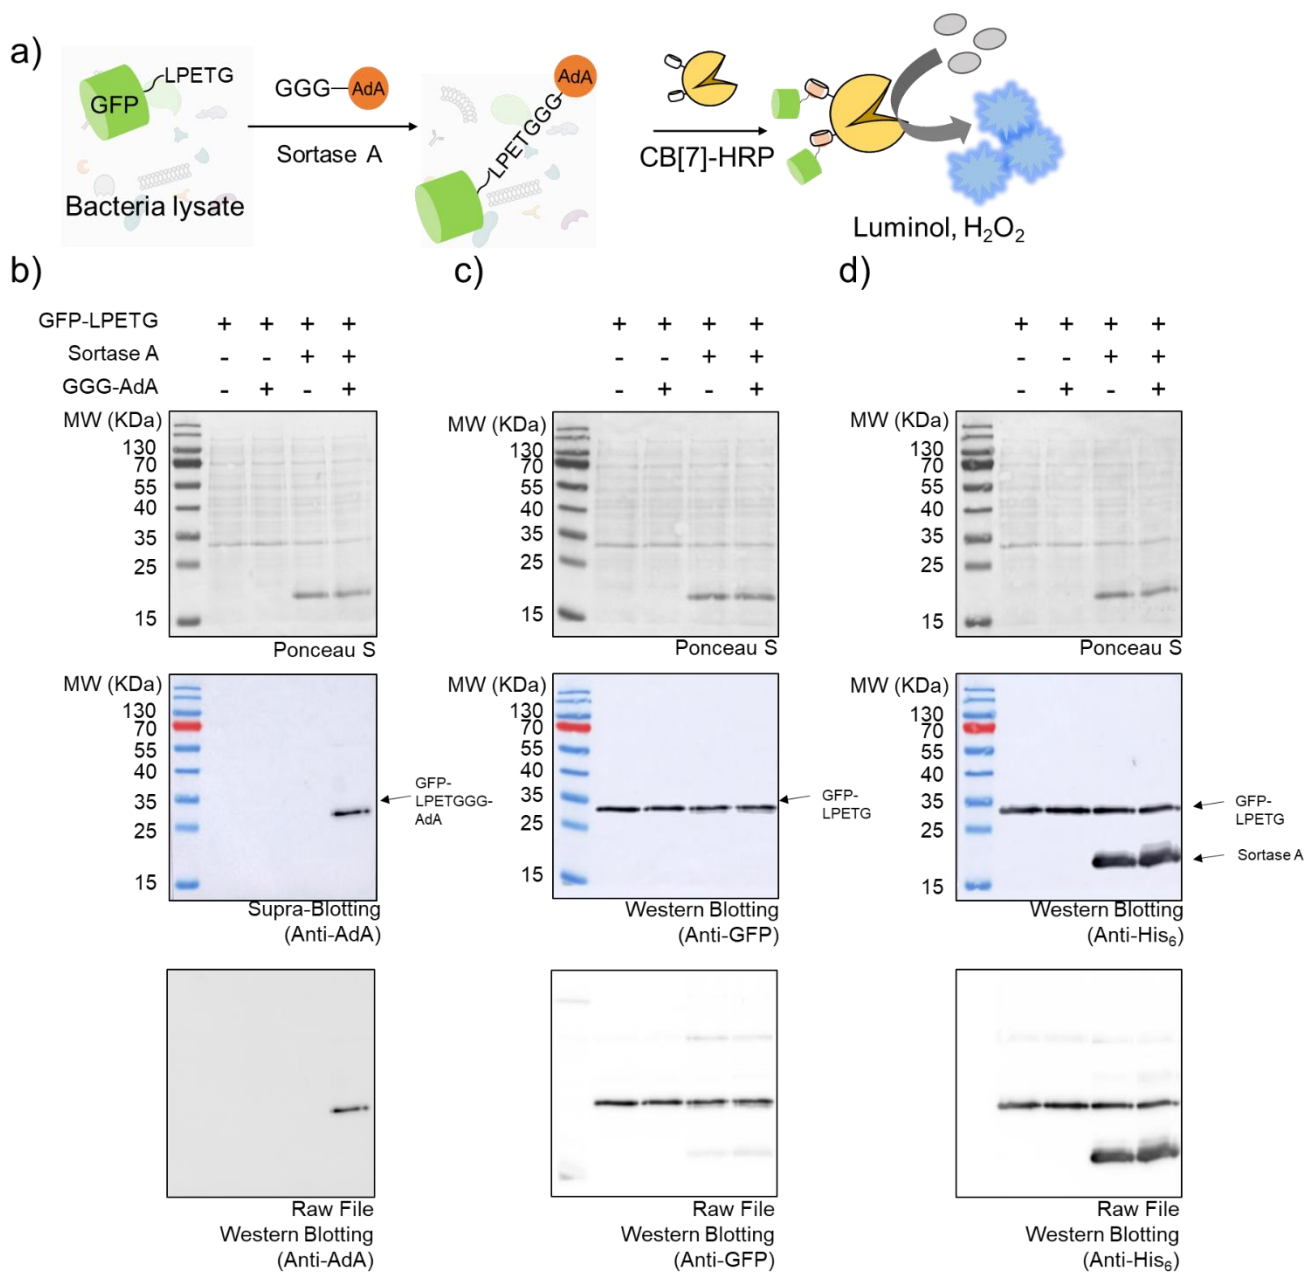 a)
GFP
LPETG
GGG
AdA
Sortase A
Bacteria lysate
LPETGGG
AdA
CB[7]-HRP
Luminol, H₂O₂
b)
c)
d)
GFP-LPETG + + + + + + + + + + + +
Sortase A - - + + - - + + - - + +
GGG-AdA - + - + - + - + - + - +
MW (KDa)
130
70
55
40
35
25
15
Ponceau S
MW (KDa)
130
70
55
40
35
25
15
Ponceau S
MW (KDa)
130
70
55
40
35
25
15
Ponceau S
MW (KDa)
130
70
55
40
35
25
15
GFP-
LPETGGG-
AdA
Supra-Blotting
(Anti-AdA)
MW (KDa)
130
70
55
40
35
25
15
GFP-
LPETG
Western Blotting
(Anti-GFP)
MW (KDa)
130
70
55
40
35
25
15
GFP-
LPETG
Sortase A
Western Blotting
(Anti-His₆)
Raw File
Western Blotting
(Anti-AdA)
Raw File
Western Blotting
(Anti-GFP)
Raw File
Western Blotting
(Anti-His₆)